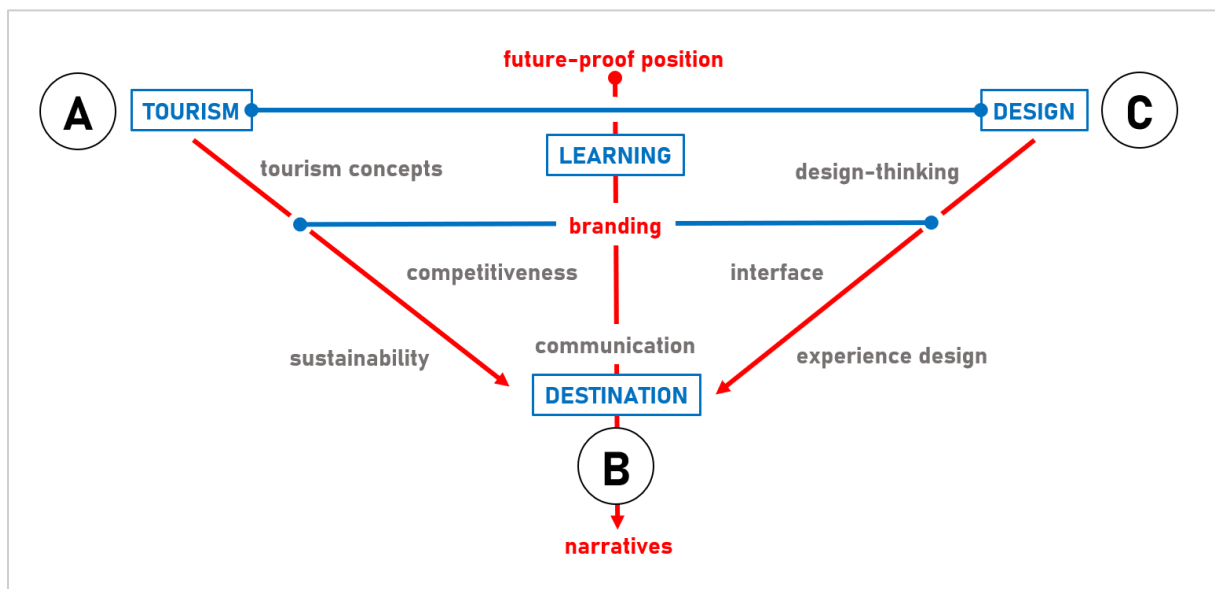 future-proof position
A
TOURISM
DESIGN
C
LEARNING
tourism concepts
design-thinking
branding
competitiveness
interface
sustainability
communication
experience design
DESTINATION
B
narratives